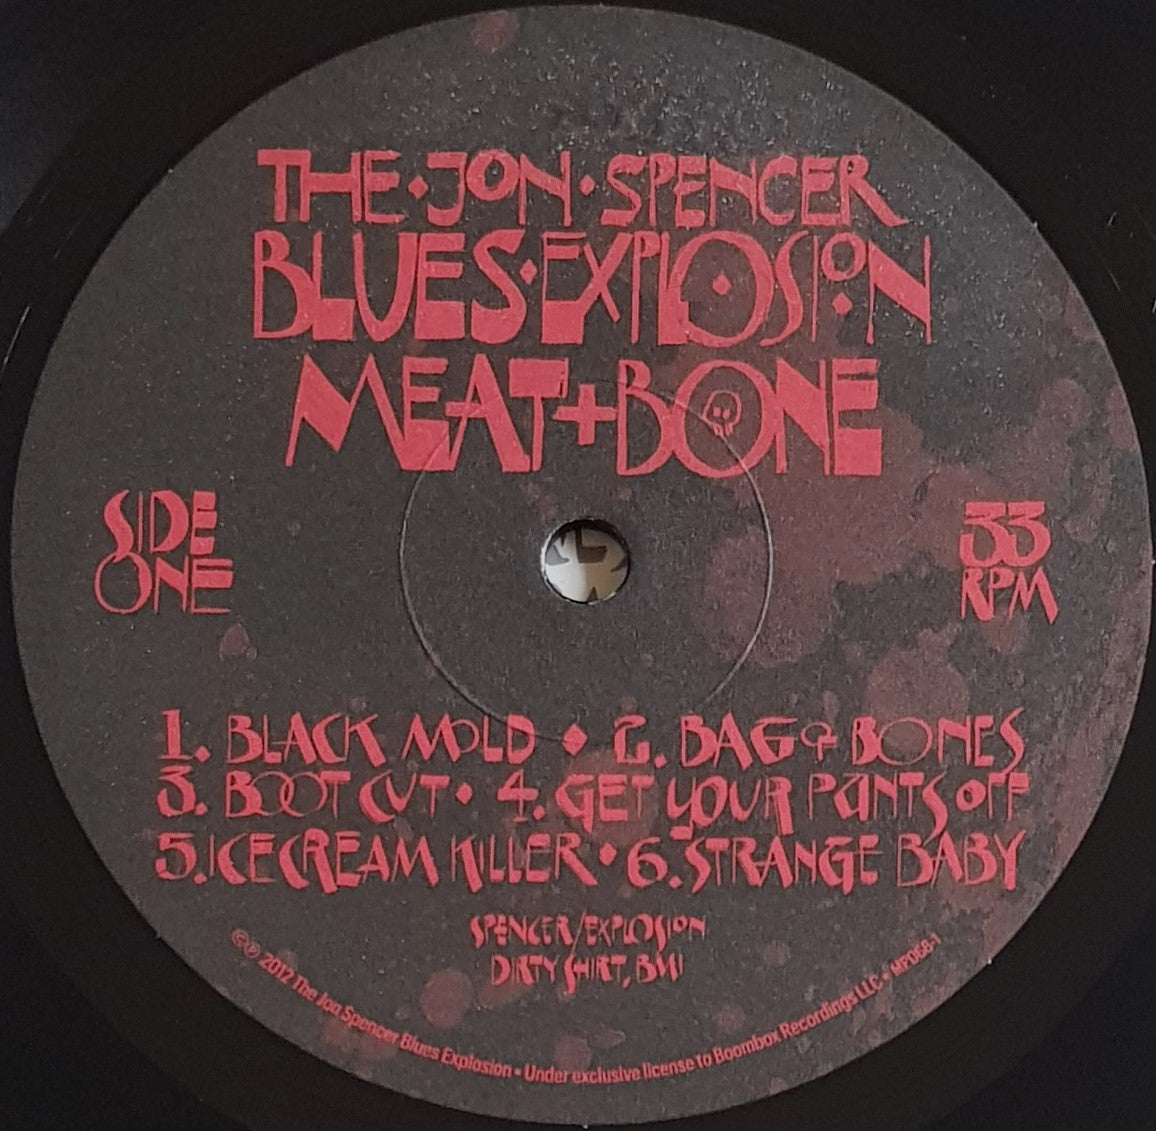 THE·JON·SPENCER
BLUES·EXPLOSION
MEAT+BONE
SIDE
ONE
33
RPM
1. BLACK MOLD ♦ 2. BAG OF BONES
3. BOOT CUT ♦ 4. GET YOUR PANTS OFF
5. ICE CREAM KILLER ♦ 6. STRANGE BABY
SPENCER/EXPLOSION
DIRTY SHIRT, BMI
©℗ 2012 The Jon Spencer Blues Explosion • Under exclusive license to Boombox Recordings LLC • MPD68-1